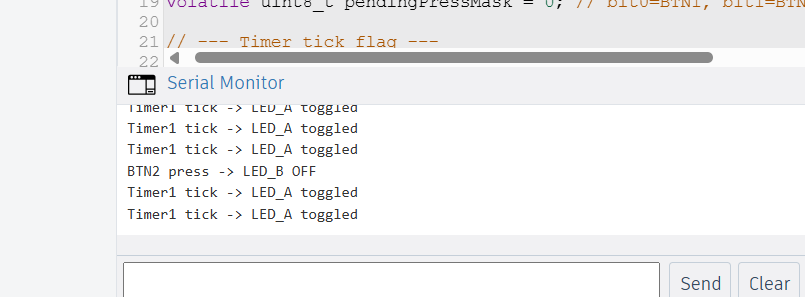 19 volatile uint8_t pendingPressMask = 0; // bit0=BTN1, bit1=BTN
20
21 // --- Timer tick flag ---
22
Serial Monitor
Timer1 tick -> LED_A toggled
Timer1 tick -> LED_A toggled
Timer1 tick -> LED_A toggled
BTN2 press -> LED_B OFF
Timer1 tick -> LED_A toggled
Timer1 tick -> LED_A toggled
Send
Clear